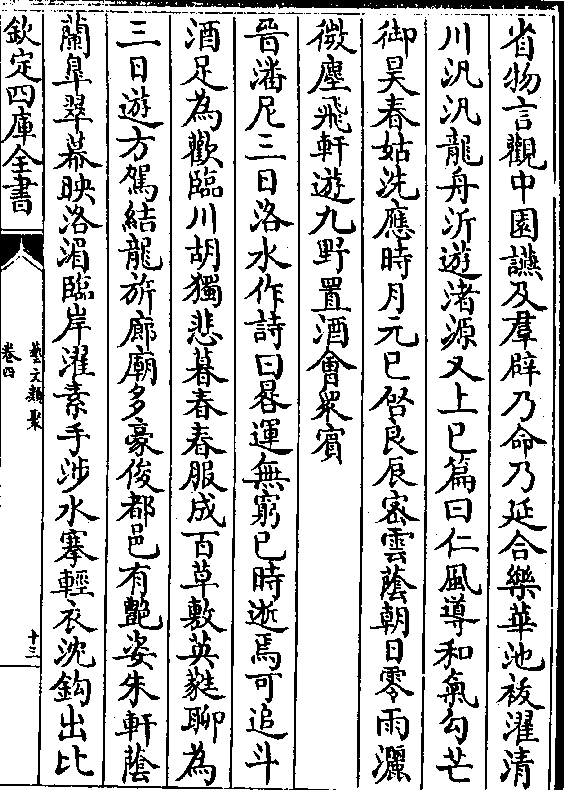 省物言觀中園讌及羣辟乃命乃延合樂華池祓濯清
川汎汎龍舟泝遊渚源又上巳篇曰仁風導和氣勾芒
御昊春姑洗應時月元巳啓良辰密雲蔭朝日零雨灑
微塵飛軒遊九野置酒會衆賓
晉潘尼三日洛水作詩曰晷運無窮已時逝焉可追斗
酒足為歡臨川胡獨悲暮春春服成百草敷英蕤聊為
三日遊方駕結龍旂廊廟多豪俊都邑有艶姿朱軒蔭
蘭臯翠幕映洛湄臨岸濯素手涉水搴輕衣沈鈎出比
欽定四庫全書
藝文類聚
卷四
十三